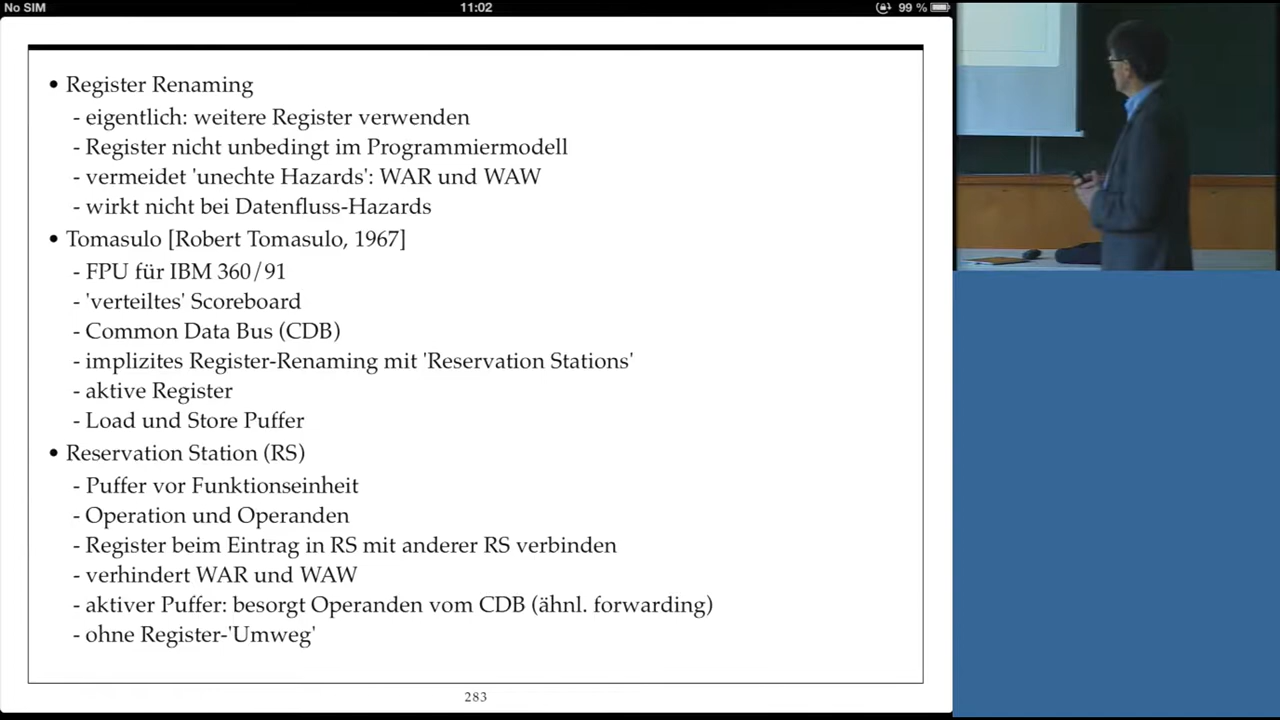 No SIM
11:02
99 %
• Register Renaming
- eigentlich: weitere Register verwenden
- Register nicht unbedingt im Programmiermodell
- vermeidet 'unechte Hazards': WAR und WAW
- wirkt nicht bei Datenfluss-Hazards
• Tomasulo [Robert Tomasulo, 1967]
- FPU für IBM 360/91
- 'verteiltes' Scoreboard
- Common Data Bus (CDB)
- implizites Register-Renaming mit 'Reservation Stations'
- aktive Register
- Load und Store Puffer
• Reservation Station (RS)
- Puffer vor Funktionseinheit
- Operation und Operanden
- Register beim Eintrag in RS mit anderer RS verbinden
- verhindert WAR und WAW
- aktiver Puffer: besorgt Operanden vom CDB (ähnl. forwarding)
- ohne Register-'Umweg'
283